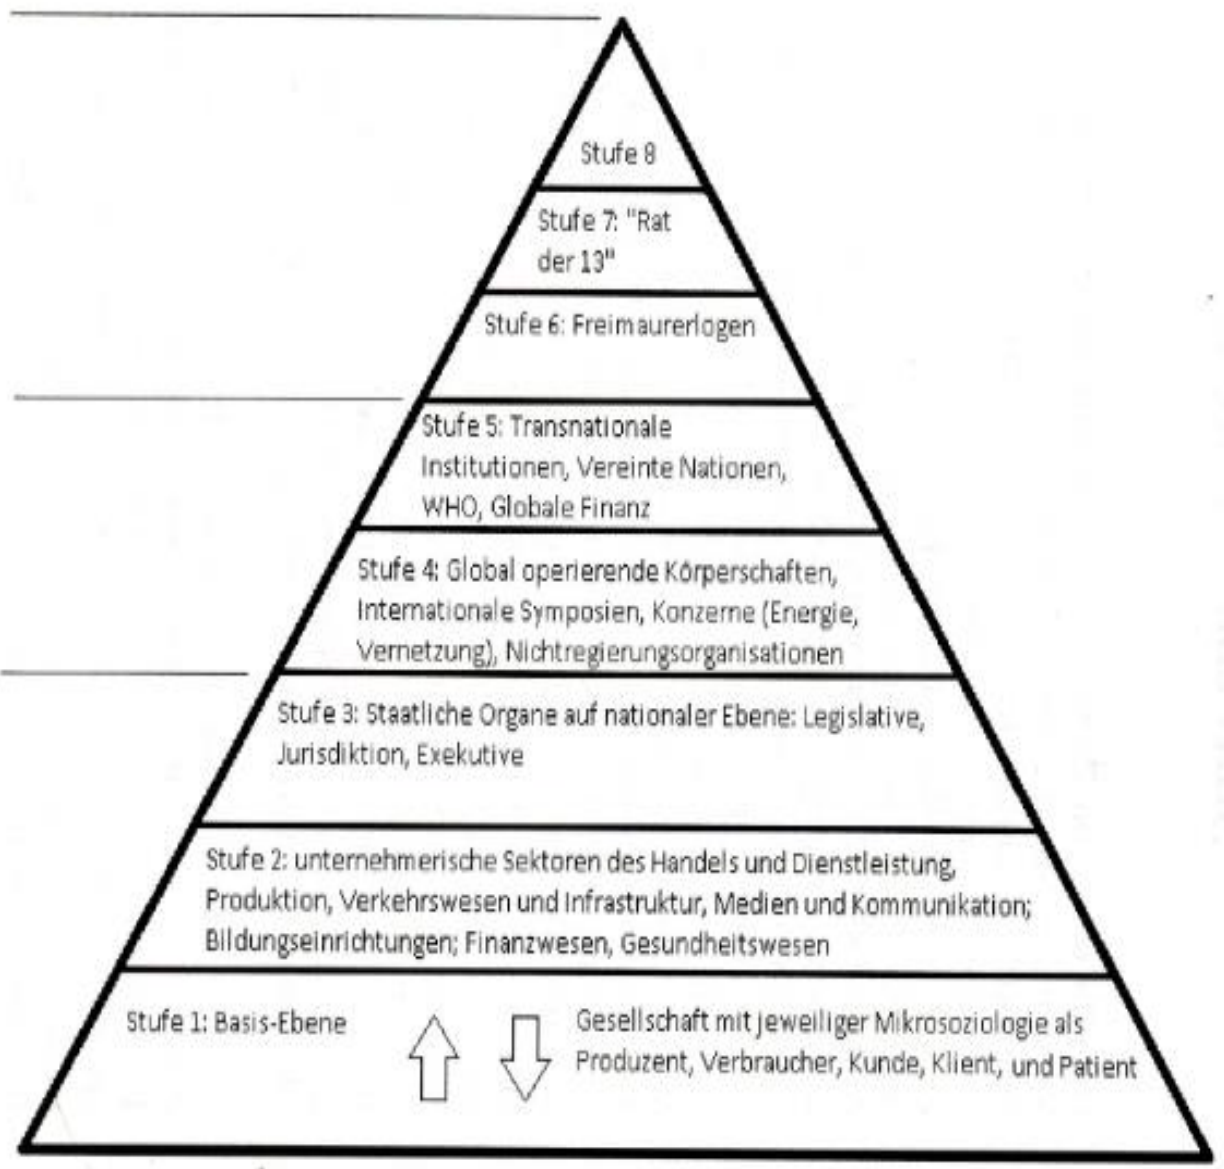 Stufe 8
Stufe 7: "Rat
der 13"
Stufe 6: Freimaurerlogen
Stufe 5: Transnationale
Institutionen, Vereinte Nationen,
WHO, Globale Finanz
Stufe 4: Global operierende Körperschaften,
Internationale Symposien, Konzerne (Energie,
Vernetzung), Nichtregierungsorganisationen
Stufe 3: Staatliche Organe auf nationaler Ebene: Legislative,
Jurisdiktion, Exekutive
Stufe 2: unternehmerische Sektoren des Handels und Dienstleistung,
Produktion, Verkehrswesen und Infrastruktur, Medien und Kommunikation;
Bildungseinrichtungen; Finanzwesen, Gesundheitswesen
Stufe 1: Basis-Ebene
Gesellschaft mit jeweiliger Mikrosoziologie als
Produzent, Verbraucher, Kunde, Klient, und Patient